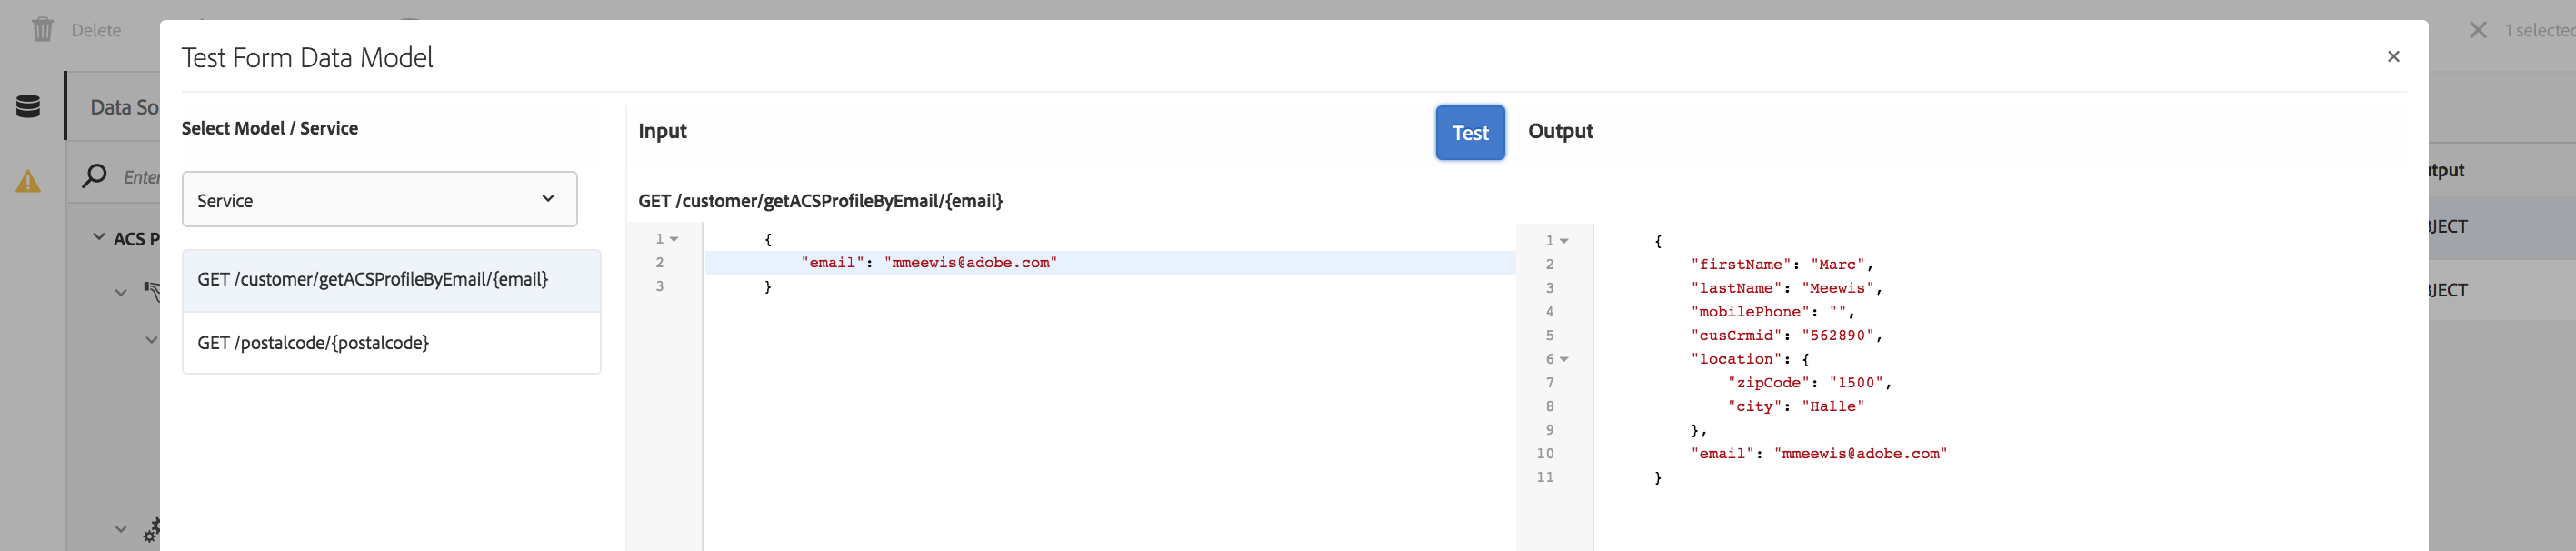 Delete
1 selected
Test Form Data Model
×
Data So
Select Model / Service
Input
Test
Output
Enter
Service
GET /customer/getACSProfileByEmail/{email}
ACS P
GET /customer/getACSProfileByEmail/{email}
GET /postalcode/{postalcode}
1 {
2 "email": "mmeewis@adobe.com"
3 }
1 {
2 "firstName": "Marc",
3 "lastName": "Meewis",
4 "mobilePhone": "",
5 "cusCrmid": "562890",
6 "location": {
7 "zipCode": "1500",
8 "city": "Halle"
9 },
10 "email": "mmeewis@adobe.com"
11 }
tput
JECT
JECT